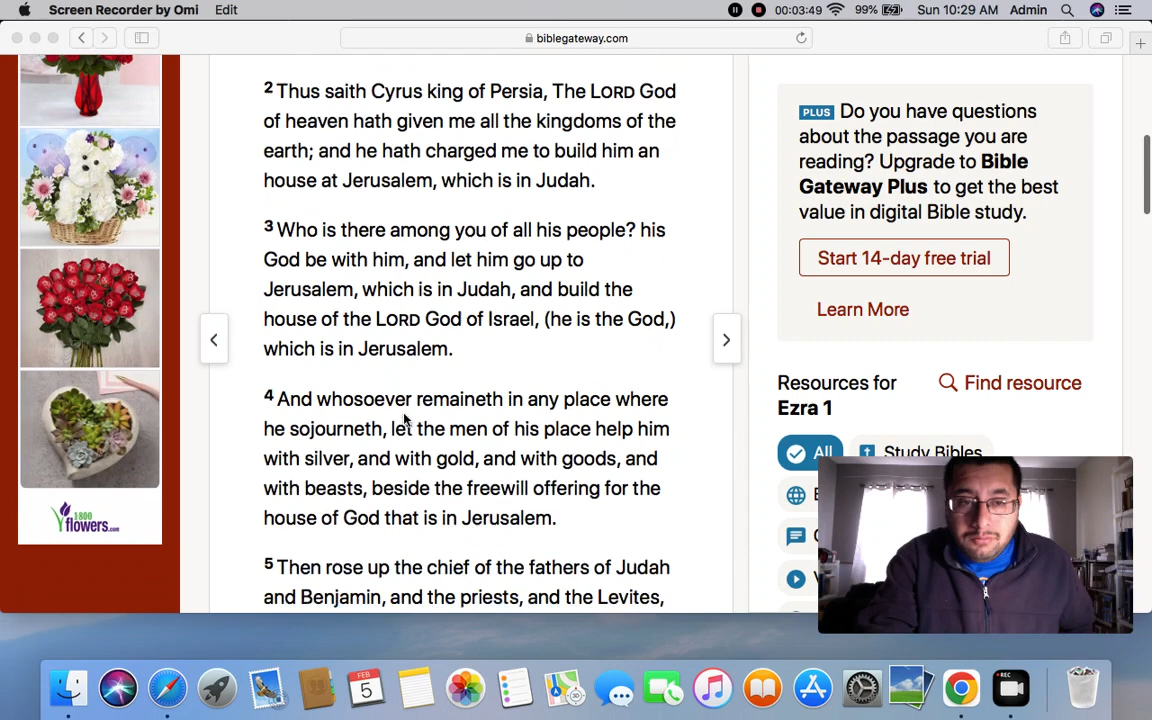 Screen Recorder by Omi Edit 00:03:49 99% Sun 10:29 AM Admin
biblegateway.com
2 Thus saith Cyrus king of Persia, The LORD God
of heaven hath given me all the kingdoms of the
earth; and he hath charged me to build him an
house at Jerusalem, which is in Judah.
3 Who is there among you of all his people? his
God be with him, and let him go up to
Jerusalem, which is in Judah, and build the
house of the LORD God of Israel, (he is the God,)
which is in Jerusalem.
4 And whosoever remaineth in any place where
he sojourneth, let the men of his place help him
with silver, and with gold, and with goods, and
with beasts, beside the freewill offering for the
house of God that is in Jerusalem.
5 Then rose up the chief of the fathers of Judah
and Benjamin, and the priests, and the Levites,
PLUS Do you have questions
about the passage you are
reading? Upgrade to Bible
Gateway Plus to get the best
value in digital Bible study.
Start 14-day free trial
Learn More
Resources for
Ezra 1
Find resource
All
Study Bibles
1800
flowers.com
FEB
5
REC